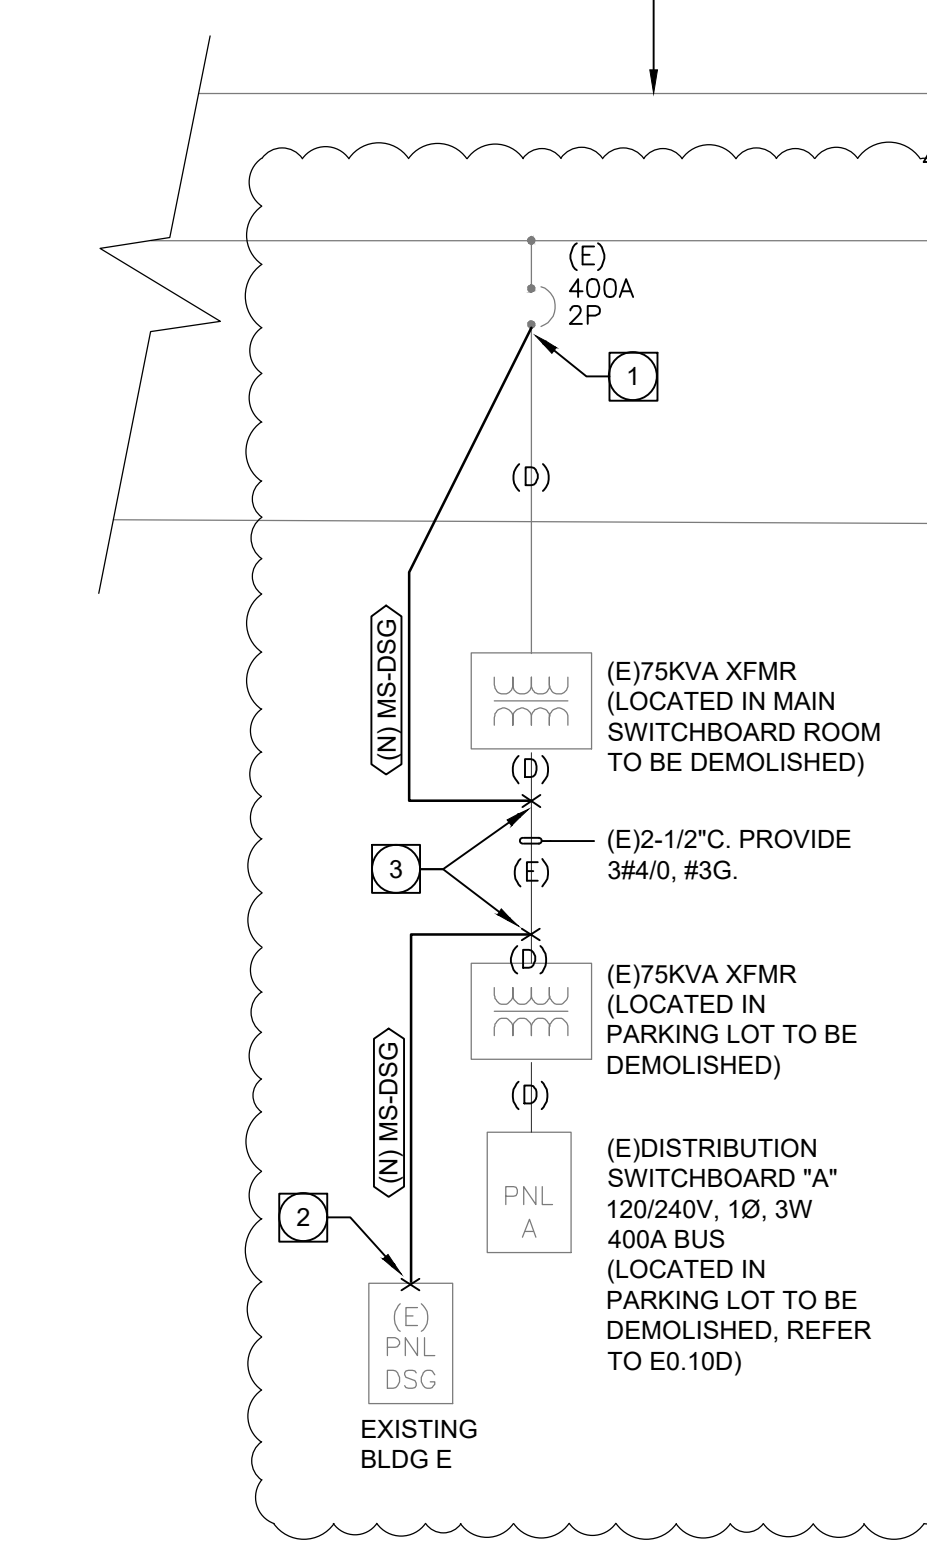 (E)
400A
2P
1
(D)
(N) MS-DSG
(E)75KVA XFMR
(LOCATED IN MAIN
SWITCHBOARD ROOM
TO BE DEMOLISHED)
(D)
(E)2-1/2"C. PROVIDE
3#4/0, #3G.
3
(E)
(D)
(E)75KVA XFMR
(LOCATED IN
PARKING LOT TO BE
DEMOLISHED)
(N) MS-DSG
(D)
(E)DISTRIBUTION
SWITCHBOARD "A"
120/240V, 1Ø, 3W
400A BUS
(LOCATED IN
PARKING LOT TO BE
DEMOLISHED, REFER
TO E0.10D)
PNL
A
2
(E)
PNL
DSG
EXISTING
BLDG E